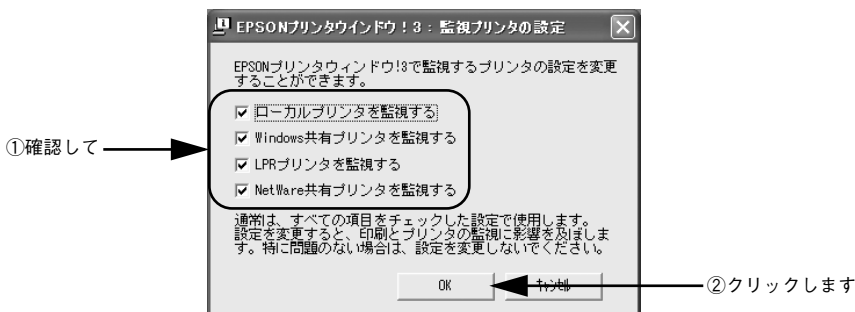 EPSONプリンタウインドウ!3:監視プリンタの設定
EPSONプリンタウィンドウ!3で監視するプリンタの設定を変更
することができます。
ローカルプリンタを監視する
Windows共有プリンタを監視する
①確認して
LPRプリンタを監視する
NetWare共有プリンタを監視する
通常は、すべての項目をチェックした設定で使用します。
設定を変更すると、印刷とプリンタの監視に影響を及ぼしま
す。特に問題のない場合は、設定を変更しないでください。
OK
キャンセル
②クリックします